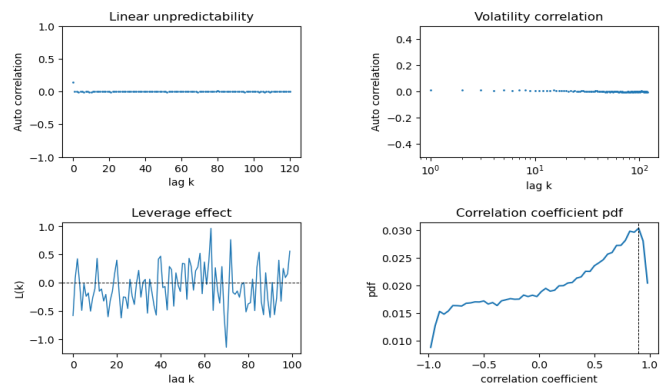 Linear unpredictability
1.0
0.5
0.0
−0.5
−1.0
Auto correlation
0 20 40 60 80 100 120
lag k
Volatility correlation
0.4
0.2
0.0
−0.2
−0.4
Auto correlation
10⁰ 10¹ 10²
lag k
Leverage effect
1.0
0.5
0.0
−0.5
−1.0
L(k)
0 20 40 60 80 100
lag k
Correlation coefficient pdf
0.030
0.025
0.020
0.015
0.010
pdf
−1.0 −0.5 0.0 0.5 1.0
correlation coefficient